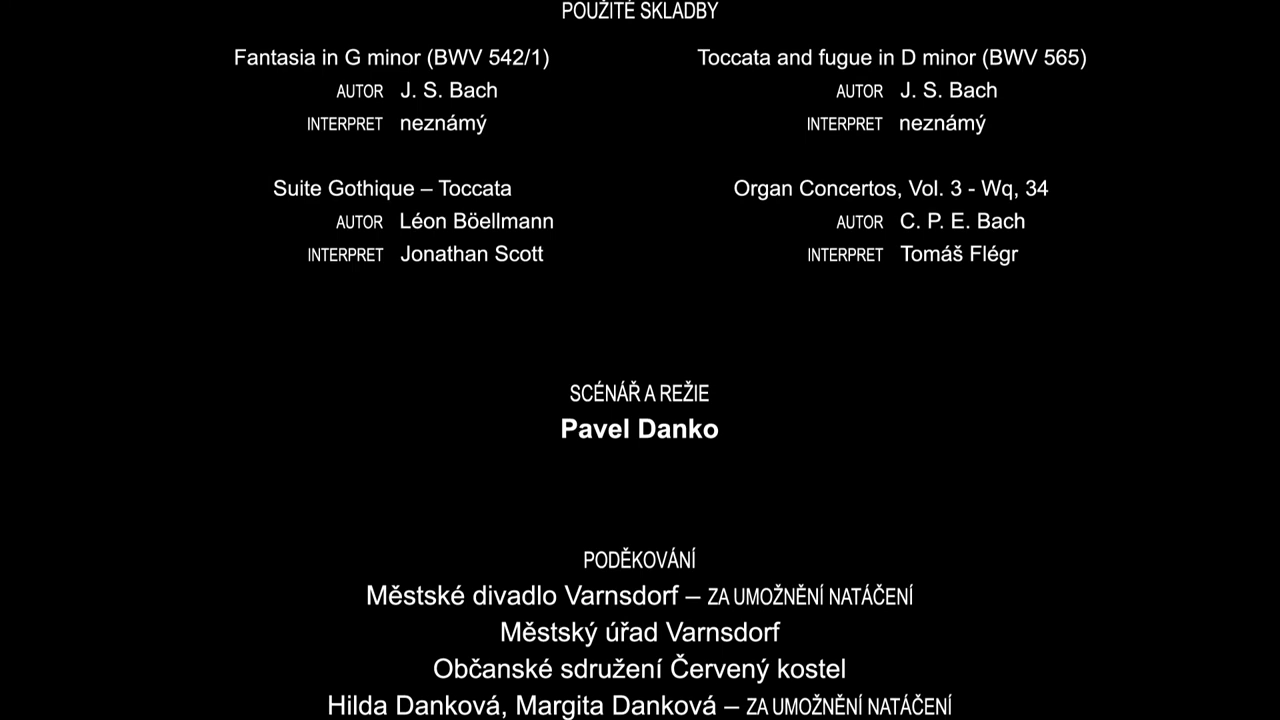 POUŽITÉ SKLADBY
Fantasia in G minor (BWV 542/1)
AUTOR J. S. Bach
INTERPRET neznámý
Toccata and fugue in D minor (BWV 565)
AUTOR J. S. Bach
INTERPRET neznámý
Suite Gothique – Toccata
AUTOR Léon Böellmann
INTERPRET Jonathan Scott
Organ Concertos, Vol. 3 - Wq, 34
AUTOR C. P. E. Bach
INTERPRET Tomáš Flégr
SCÉNÁŘ A REŽIE
Pavel Danko
PODĚKOVÁNÍ
Městské divadlo Varnsdorf – ZA UMOŽNĚNÍ NATÁČENÍ
Městský úřad Varnsdorf
Občanské sdružení Červený kostel
Hilda Danková, Margita Danková – ZA UMOŽNĚNÍ NATÁČENÍ